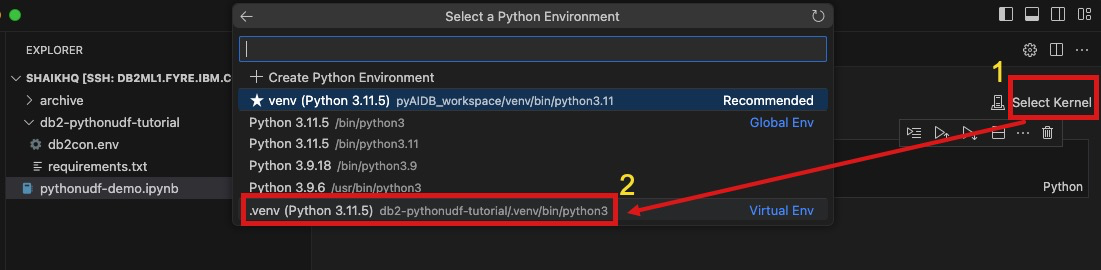 Select a Python Environment
EXPLORER
SHAIKHQ [SSH: DB2ML1.FYRE.IBM.C
archive
db2-pythonudf-tutorial
db2con.env
requirements.txt
pythonudf-demo.ipynb
Create Python Environment
venv (Python 3.11.5) pyAIDB_workspace/venv/bin/python3.11 Recommended
Python 3.11.5 /bin/python3 Global Env
Python 3.11.5 /bin/python3.11
Python 3.9.18 /bin/python3.9
Python 3.9.6 /usr/bin/python3
.venv (Python 3.11.5) db2-pythonudf-tutorial/.venv/bin/python3 Virtual Env
2
1
Select Kernel
Python